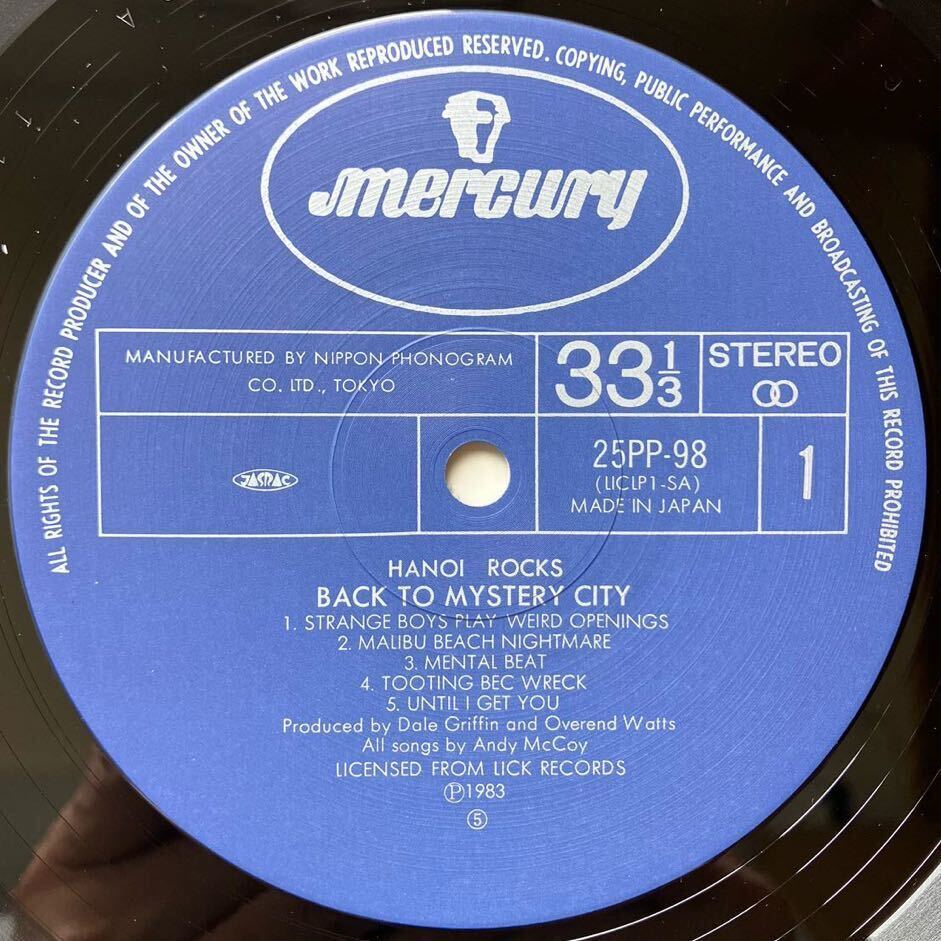 ALL RIGHTS OF THE RECORD PRODUCER AND OF THE OWNER OF THE WORK REPRODUCED RESERVED. COPYING, PUBLIC PERFORMANCE AND BROADCASTING OF THIS RECORD PROHIBITED
mercury
MANUFACTURED BY NIPPON PHONOGRAM
CO. LTD., TOKYO
33 1/3
STEREO
JASRAC
25PP-98
(LICLP1-SA)
MADE IN JAPAN
1
HANOI ROCKS
BACK TO MYSTERY CITY
1. STRANGE BOYS PLAY WEIRD OPENINGS
2. MALIBU BEACH NIGHTMARE
3. MENTAL BEAT
4. TOOTING BEC WRECK
5. UNTIL I GET YOU
Produced by Dale Griffin and Overend Watts
All songs by Andy McCoy
LICENSED FROM LICK RECORDS
Ⓟ1983
⑤